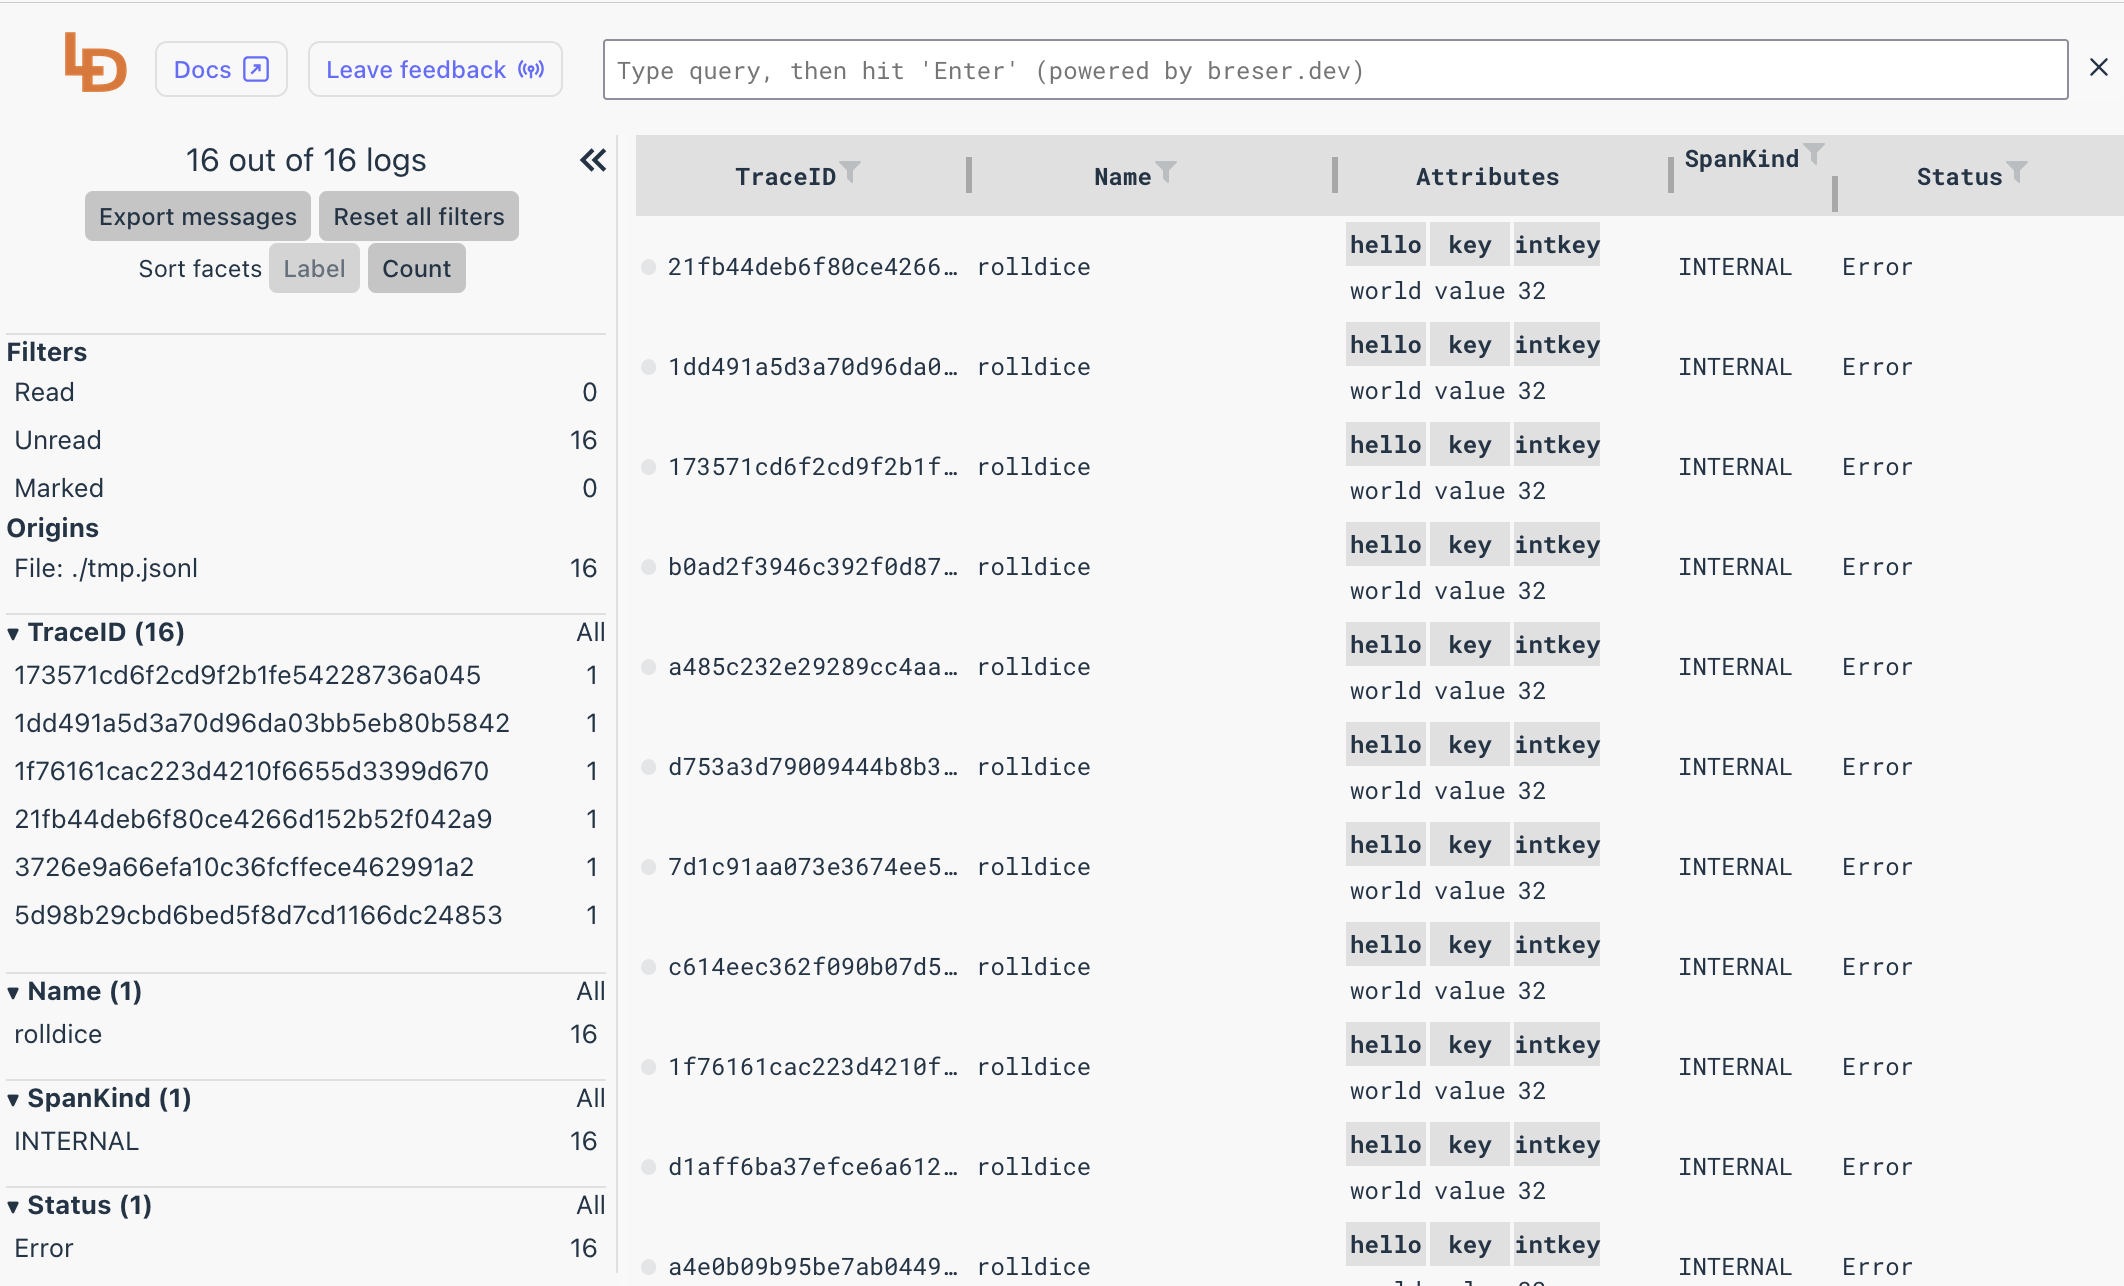 LD
Docs
Leave feedback
Type query, then hit 'Enter' (powered by breser.dev)
16 out of 16 logs
Export messages Reset all filters
Sort facets Label Count
Filters
Read 0
Unread 16
Marked 0
Origins
File: ./tmp.jsonl 16
TraceID (16) All
173571cd6f2cd9f2b1fe54228736a045 1
1dd491a5d3a70d96da03bb5eb80b5842 1
1f76161cac223d4210f6655d3399d670 1
21fb44deb6f80ce4266d152b52f042a9 1
3726e9a66efa10c36fcffece462991a2 1
5d98b29cbd6bed5f8d7cd1166dc24853 1
Name (1) All
rolldice 16
SpanKind (1) All
INTERNAL 16
Status (1) All
Error 16
TraceID Name Attributes SpanKind Status
hello key intkey
21fb44deb6f80ce4266… rolldice INTERNAL Error
world value 32
hello key intkey
1dd491a5d3a70d96da0… rolldice INTERNAL Error
world value 32
hello key intkey
173571cd6f2cd9f2b1f… rolldice INTERNAL Error
world value 32
hello key intkey
b0ad2f3946c392f0d87… rolldice INTERNAL Error
world value 32
hello key intkey
a485c232e29289cc4aa… rolldice INTERNAL Error
world value 32
hello key intkey
d753a3d79009444b8b3… rolldice INTERNAL Error
world value 32
hello key intkey
7d1c91aa073e3674ee5… rolldice INTERNAL Error
world value 32
hello key intkey
c614eec362f090b07d5… rolldice INTERNAL Error
world value 32
hello key intkey
1f76161cac223d4210f… rolldice INTERNAL Error
world value 32
hello key intkey
d1aff6ba37efce6a612… rolldice INTERNAL Error
world value 32
hello key intkey
a4e0b09b95be7ab0449… rolldice INTERNAL Error